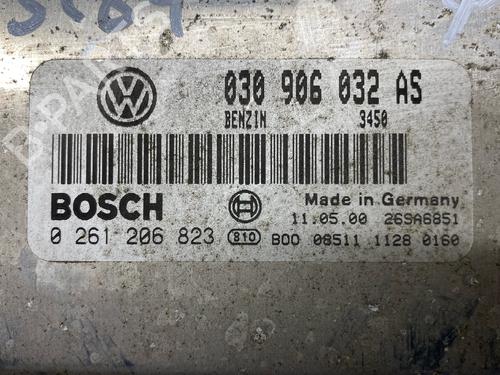 030 906 032 AS
BENZIN 3450
BOSCH
Made in Germany
11.05.00 26SA6851
0 261 206 823 810 B00 08511 1128 0160